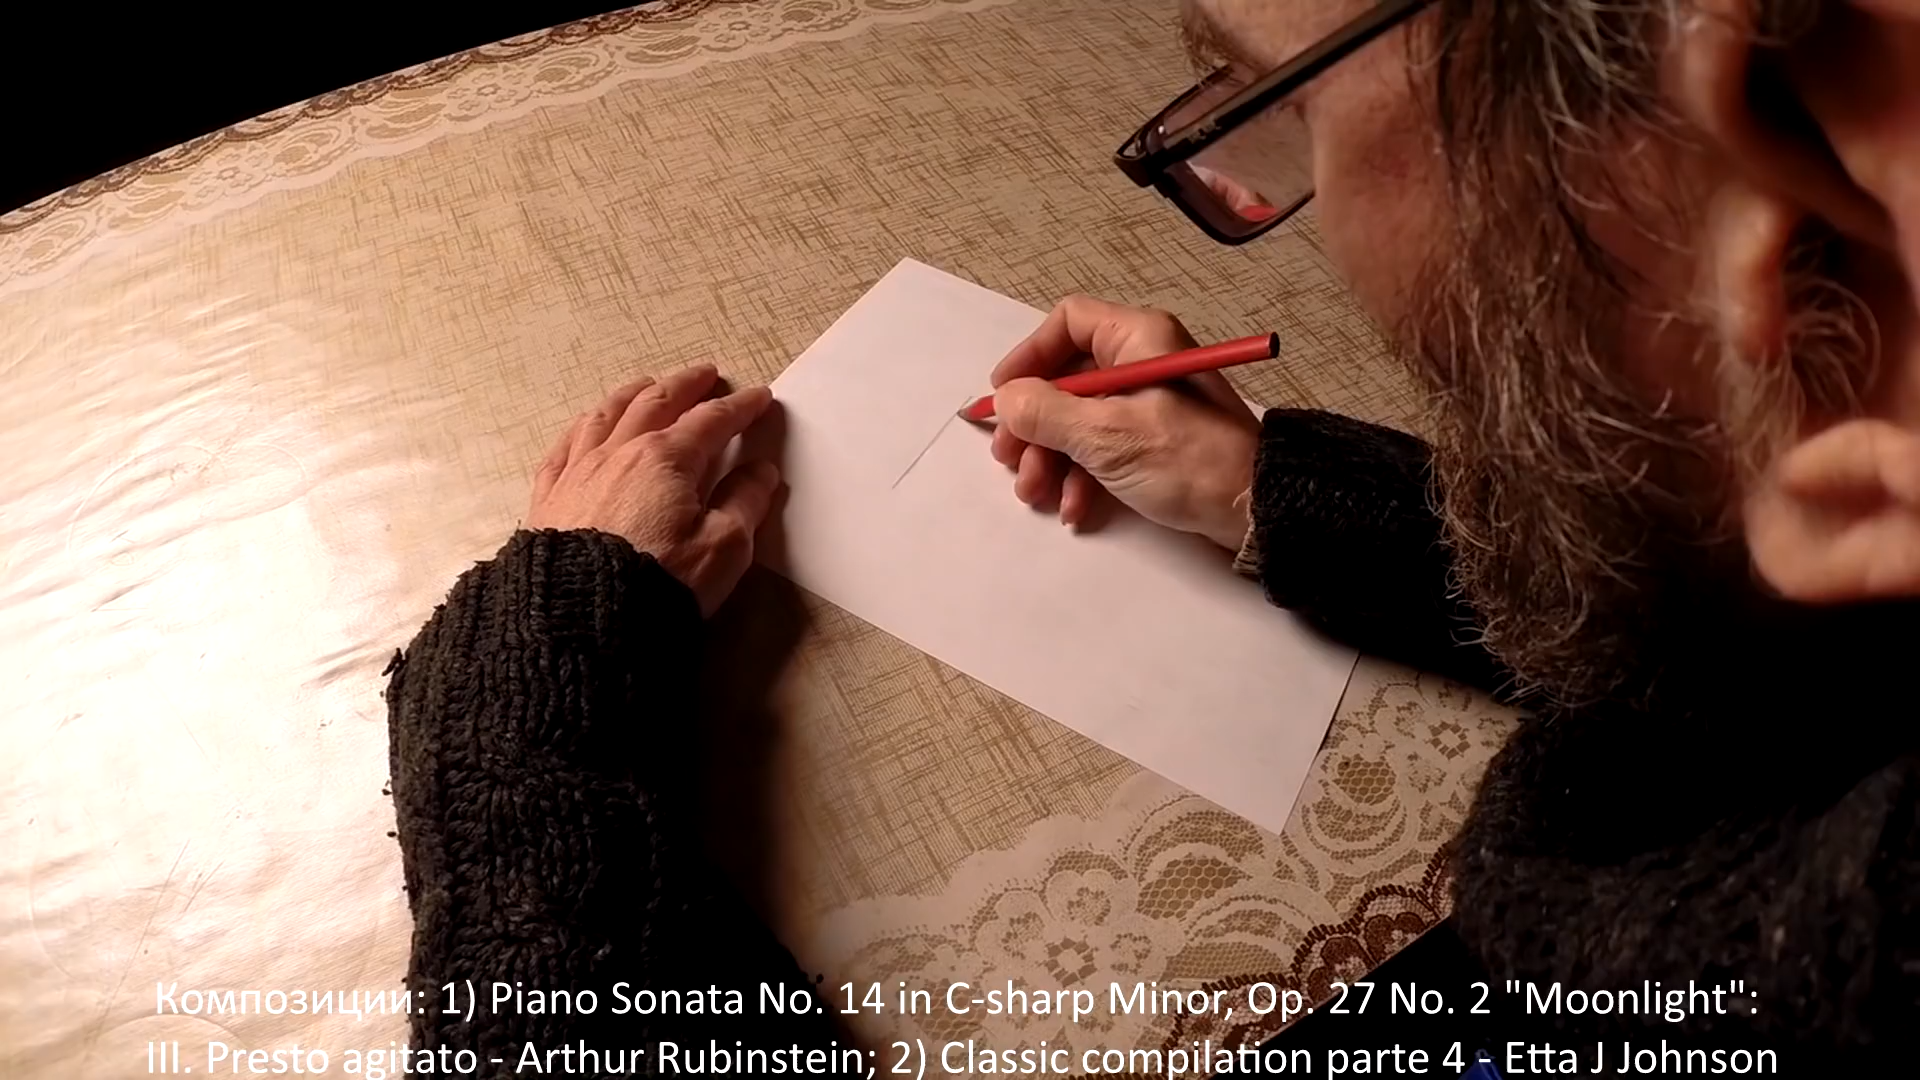 Композиции: 1) Piano Sonata No. 14 in C-sharp Minor, Op. 27 No. 2 "Moonlight":
III. Presto agitato - Arthur Rubinstein; 2) Classic compilation parte 4 - Etta J Johnson